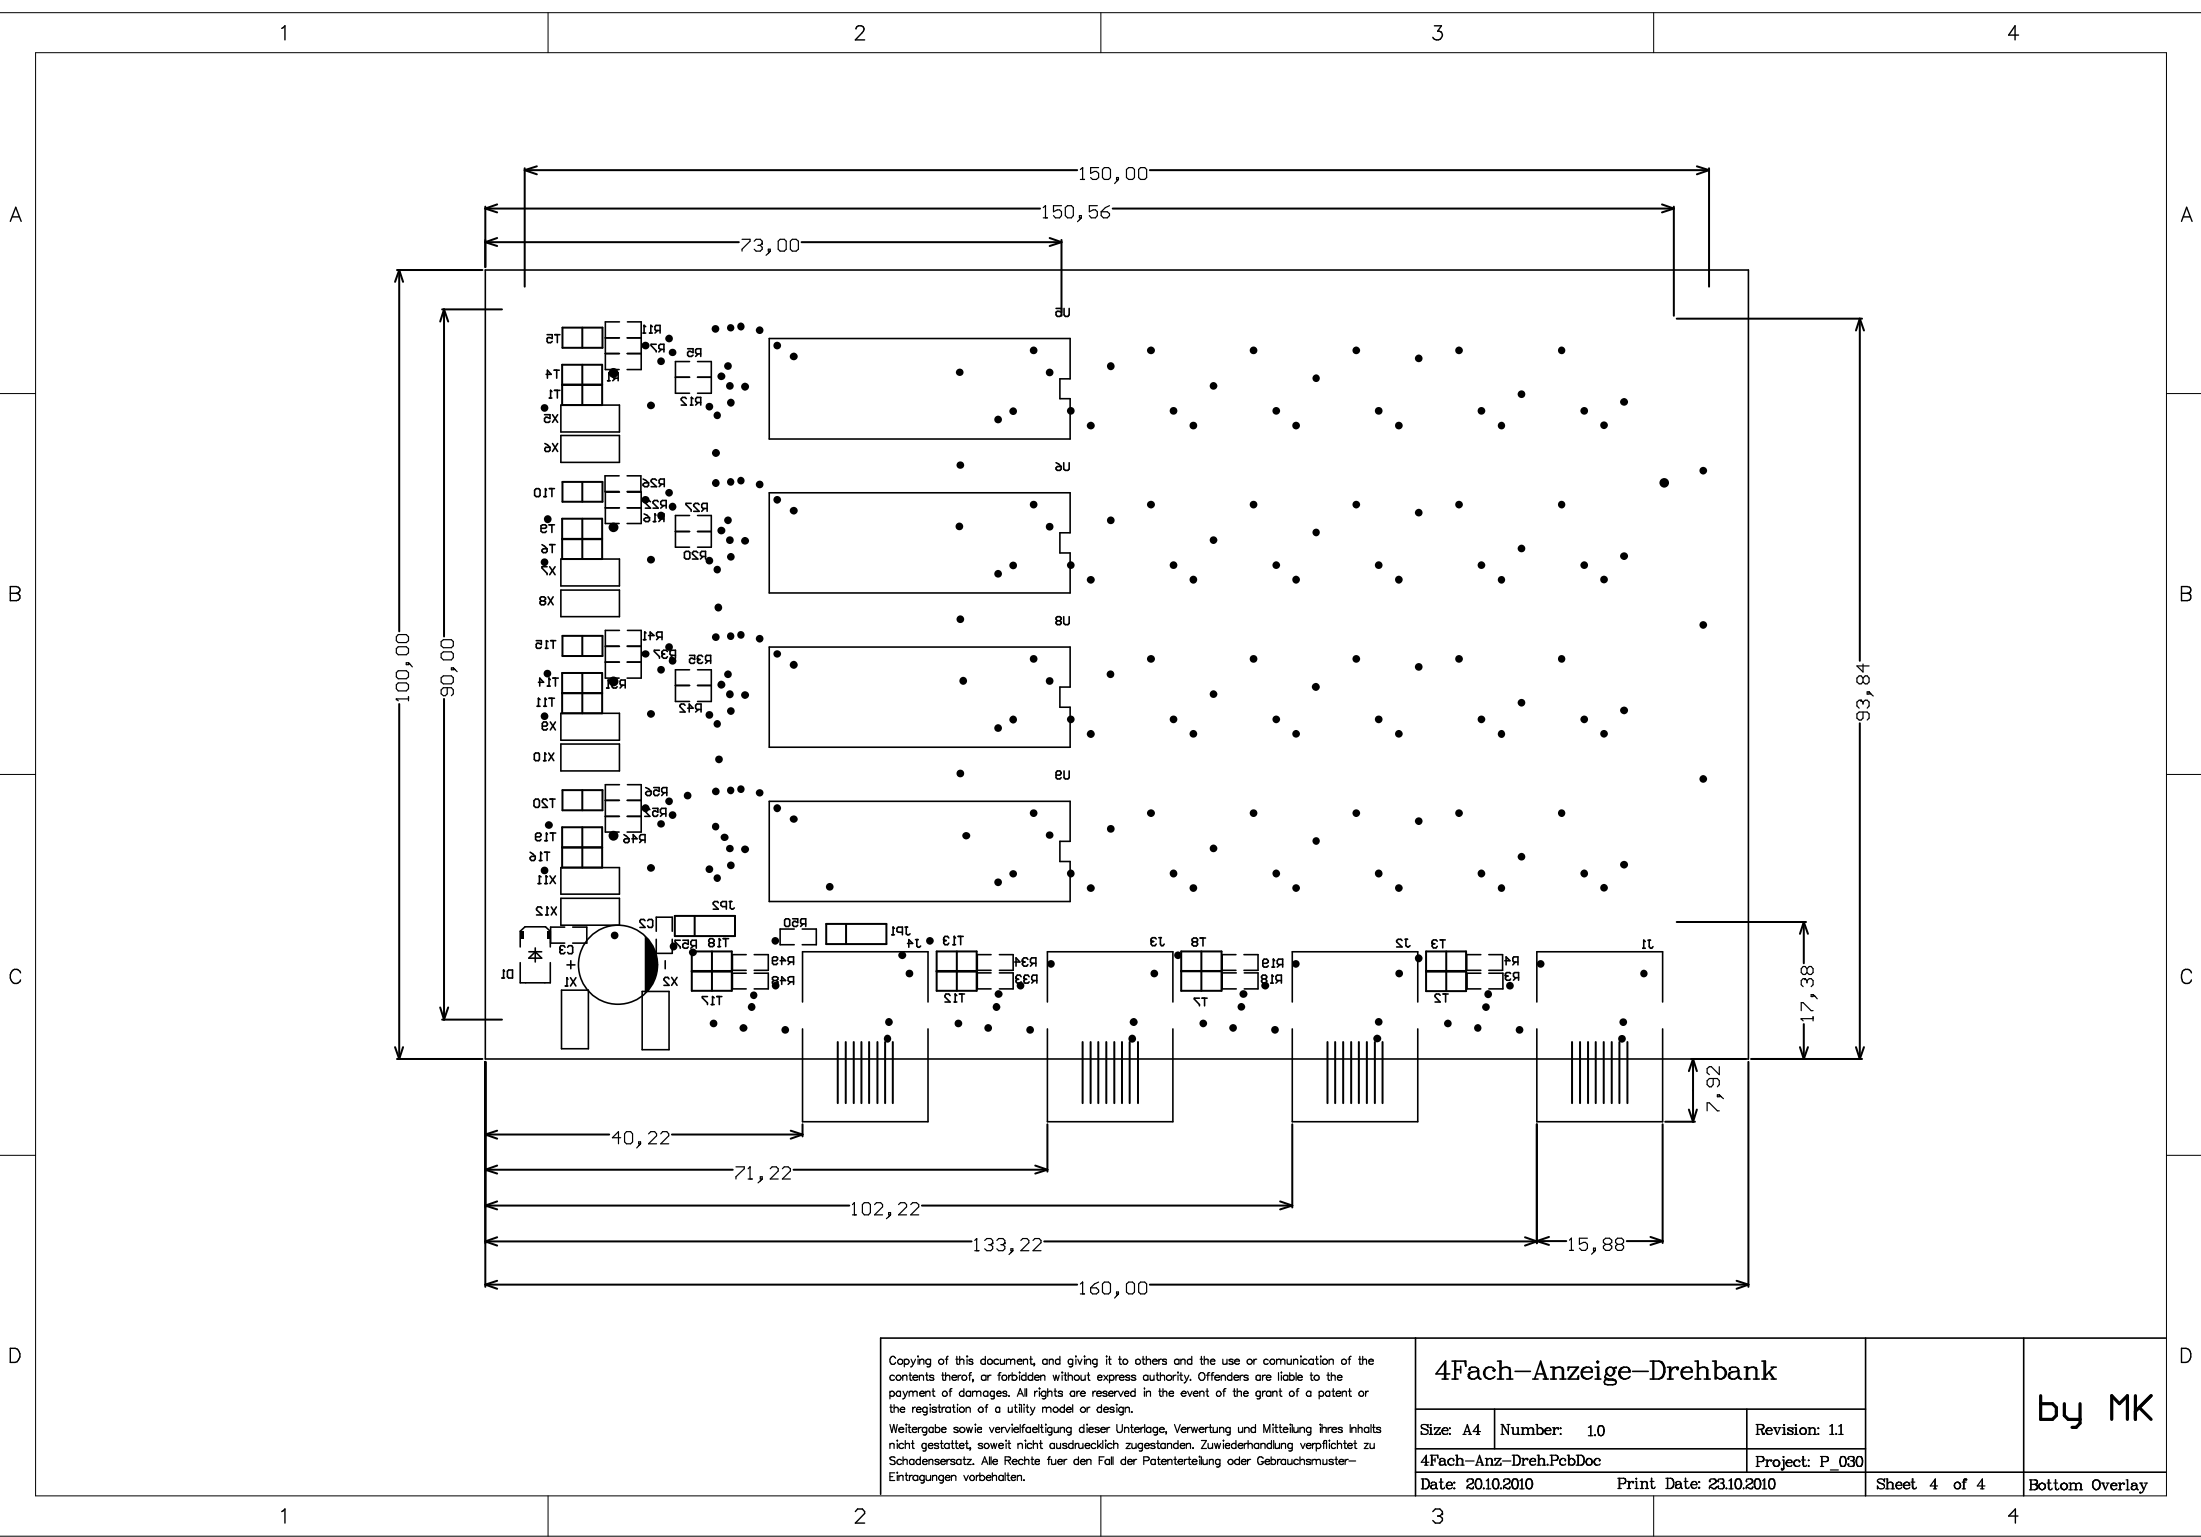 1 2 3 4
A A
150,00
150,56
73,00
U5
T5 R11
R7 R5
T4 R1
T1 R12
X5
X6 U6
B B
T10 R26
R22 R27
T9 R16
T6 R20
X7
X8 U8
100,00 90,00 93,84
T15 R41
R37 R35
T14 R31
T11 R42
X9
X10 U9
T20 R56
R52
T19 R46
T16
X11
X12 JP2
C2 R50 JP1
C3 R57 T18 J4 T13 J3 T8 J2 T3 J1
+ - R49 R34 R19 R4
C C
D1 X1 X2 R48 R33 R18 R3
T17 T12 T7 T2
17,38
7,92
40,22
71,22
102,22
133,22 15,88
160,00
D D
Copying of this document, and giving it to others and the use or comunication of the
contents therof, ar forbidden without express authority. Offenders are liable to the
payment of damages. All rights are reserved in the event of the grant of a patent or
the registration of a utility model or design.
Weitergabe sowie vervielfaeltigung dieser Unterlage, Verwertung und Mitteilung ihres Inhalts
nicht gestattet, soweit nicht ausdruecklich zugestanden. Zuwiederhandlung verpflichtet zu
Schadensersatz. Alle Rechte fuer den Fall der Patenterteilung oder Gebrauchsmuster-
Eintragungen vorbehalten.
4Fach-Anzeige-Drehbank
by MK
Size: A4 Number: 1.0 Revision: 1.1
4Fach-Anz-Dreh.PcbDoc Project: P_030
Date: 20.10.2010 Print Date: 23.10.2010 Sheet 4 of 4 Bottom Overlay
1 2 3 4